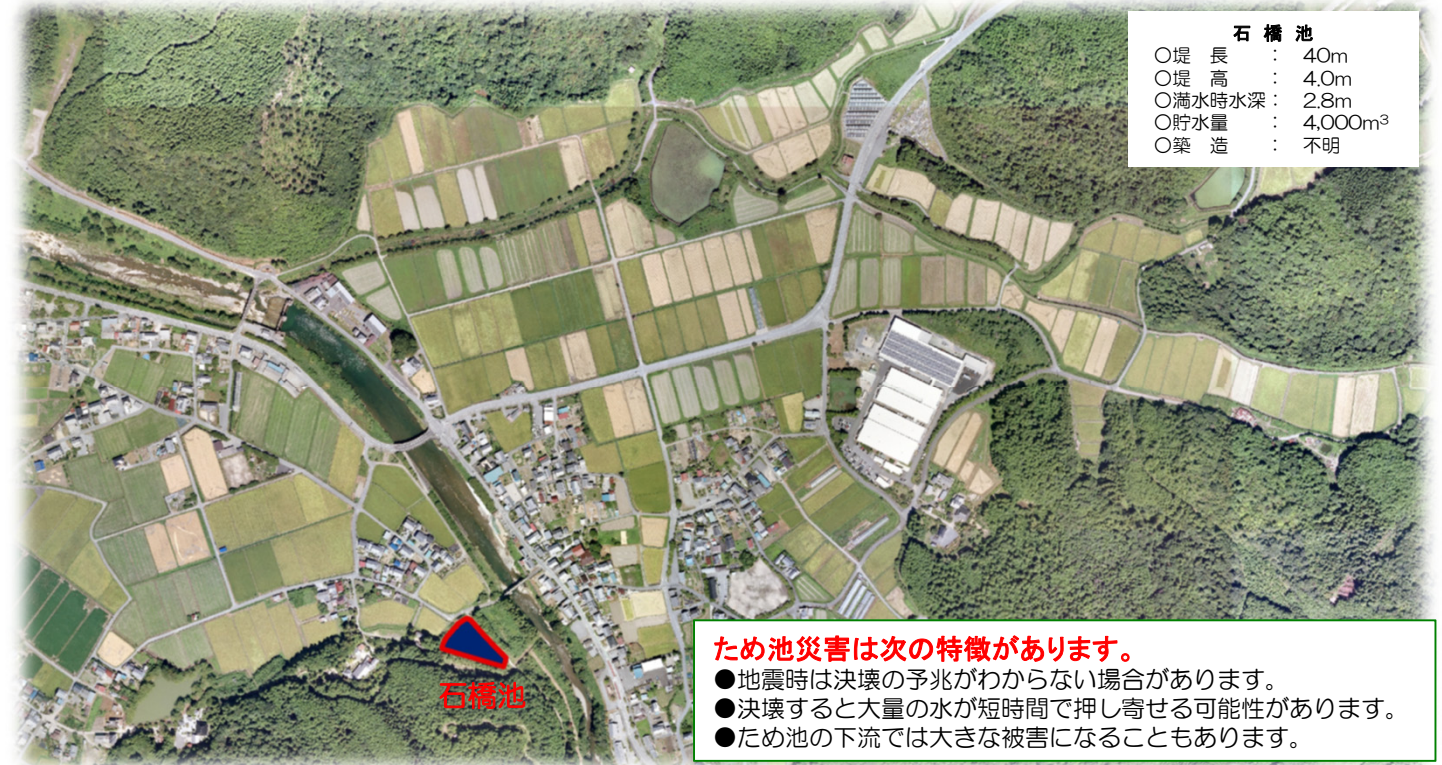 石橋池
○堤長：40m
○堤高：4.0m
○満水時水深：2.8m
○貯水量：4,000m³
○築造：不明
石橋池
ため池災害は次の特徴があります。
●地震時は決壊の予兆がわからない場合があります。
●決壊すると大量の水が短時間で押し寄せる可能性があります。
●ため池の下流では大きな被害になることもあります。